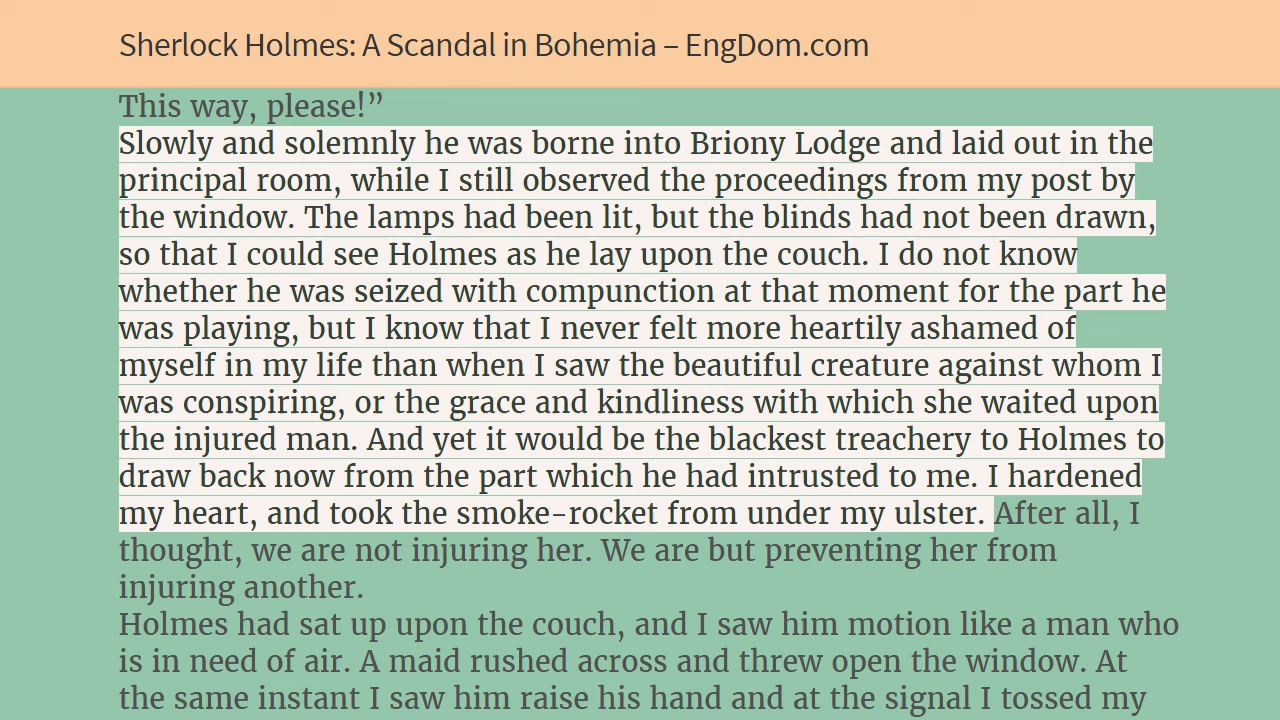 Sherlock Holmes: A Scandal in Bohemia – EngDom.com
This way, please!”
Slowly and solemnly he was borne into Briony Lodge and laid out in the
principal room, while I still observed the proceedings from my post by
the window. The lamps had been lit, but the blinds had not been drawn,
so that I could see Holmes as he lay upon the couch. I do not know
whether he was seized with compunction at that moment for the part he
was playing, but I know that I never felt more heartily ashamed of
myself in my life than when I saw the beautiful creature against whom I
was conspiring, or the grace and kindliness with which she waited upon
the injured man. And yet it would be the blackest treachery to Holmes to
draw back now from the part which he had intrusted to me. I hardened
my heart, and took the smoke-rocket from under my ulster. After all, I
thought, we are not injuring her. We are but preventing her from
injuring another.
Holmes had sat up upon the couch, and I saw him motion like a man who
is in need of air. A maid rushed across and threw open the window. At
the same instant I saw him raise his hand and at the signal I tossed my